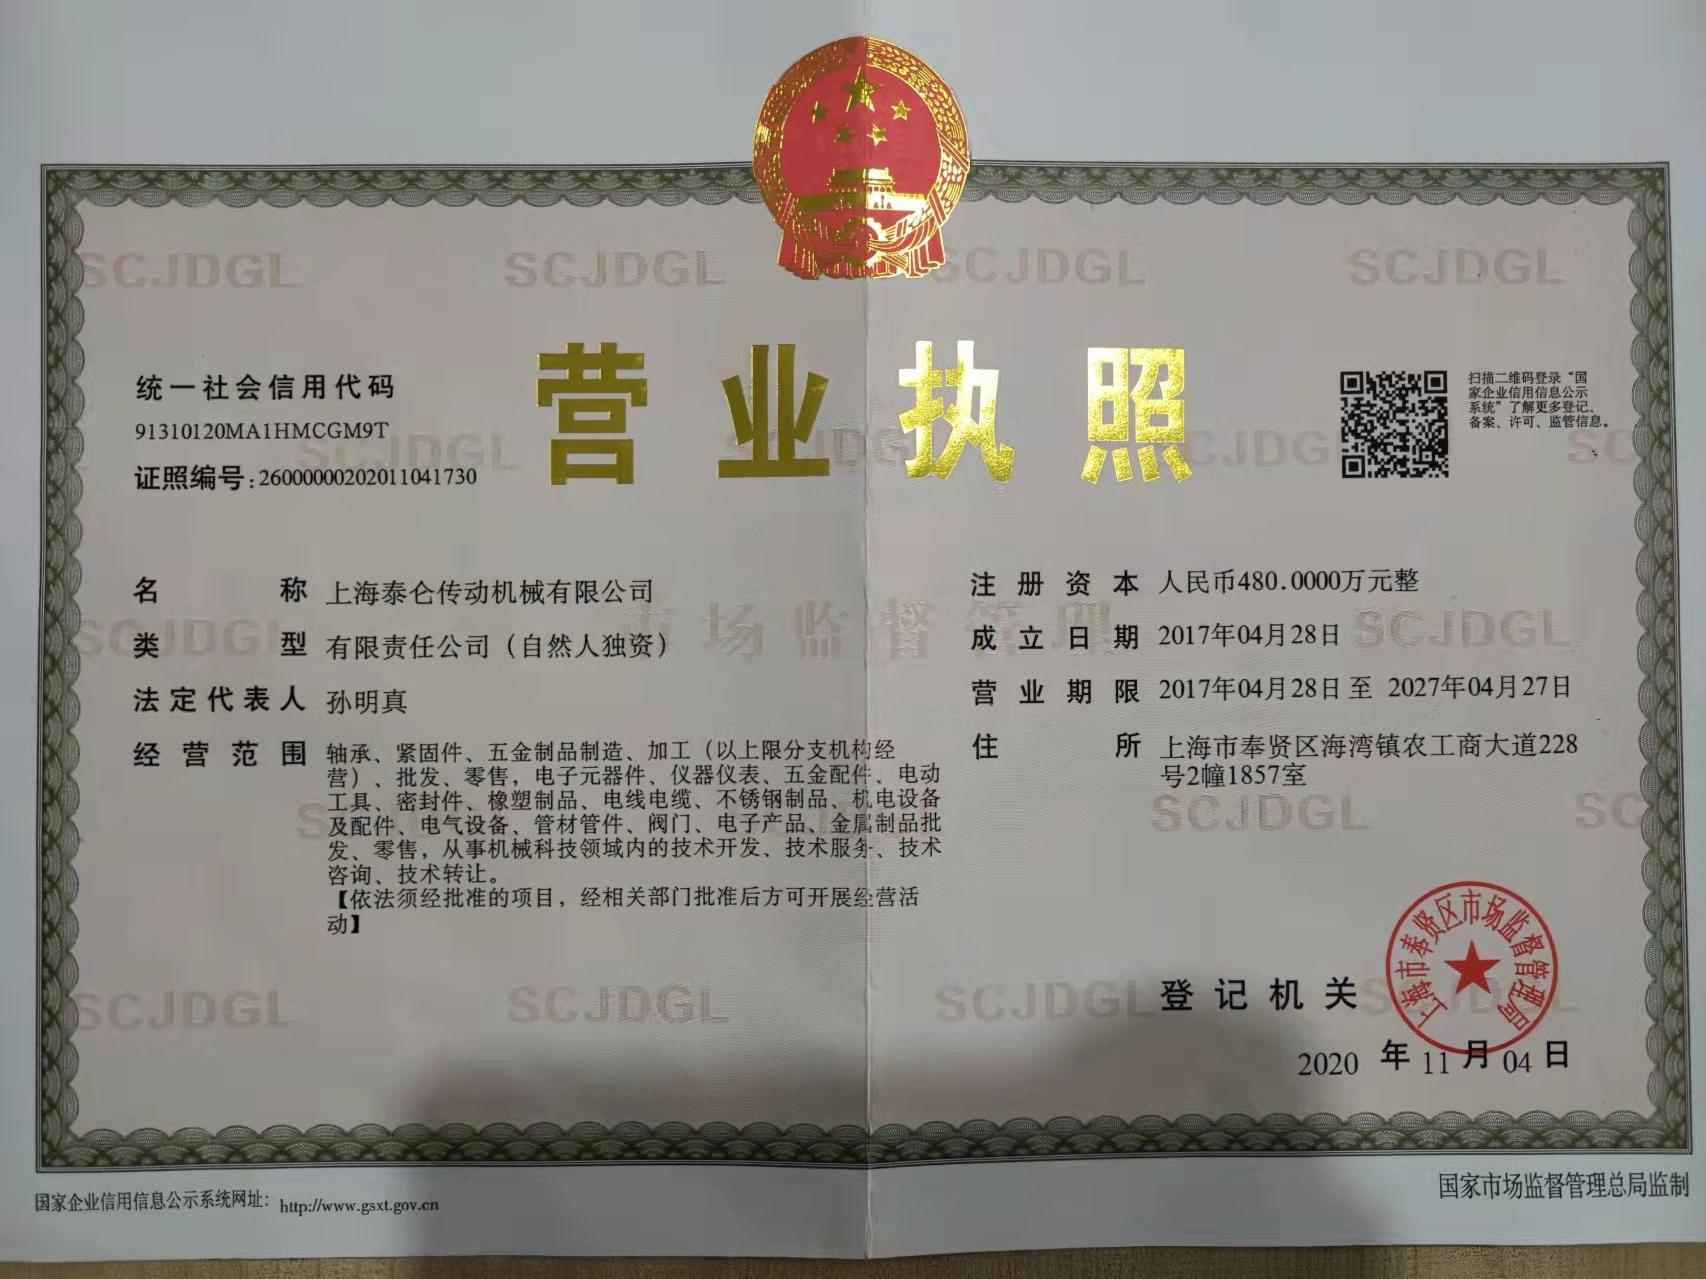 营业执照
统一社会信用代码
91310120MA1HMCGM9T
证照编号:26000000202011041730
扫描二维码登录“国
家企业信用信息公示
系统”了解更多登记、
备案、许可、监管信息。
名称 上海泰仑传动机械有限公司
类型 有限责任公司（自然人独资）
法定代表人 孙明真
经营范围 轴承、紧固件、五金制品制造、加工（以上限分支机构经
营）、批发、零售，电子元器件、仪器仪表、五金配件、电动
工具、密封件、橡塑制品、电线电缆、不锈钢制品、机电设备
及配件、电气设备、管材管件、阀门、电子产品、金属制品批
发、零售，从事机械科技领域内的技术开发、技术服务、技术
咨询、技术转让。
【依法须经批准的项目，经相关部门批准后方可开展经营活
动】
注册资本 人民币480.0000万元整
成立日期 2017年04月28日
营业期限 2017年04月28日至 2027年04月27日
住所 上海市奉贤区海湾镇农工商大道228
号2幢1857室
登记机关
上海市奉贤区市场监督管理局
2020 年 11 月 04 日
国家企业信用信息公示系统网址： http://www.gsxt.gov.cn
国家市场监督管理总局监制
SCJDGL
市场监督管理